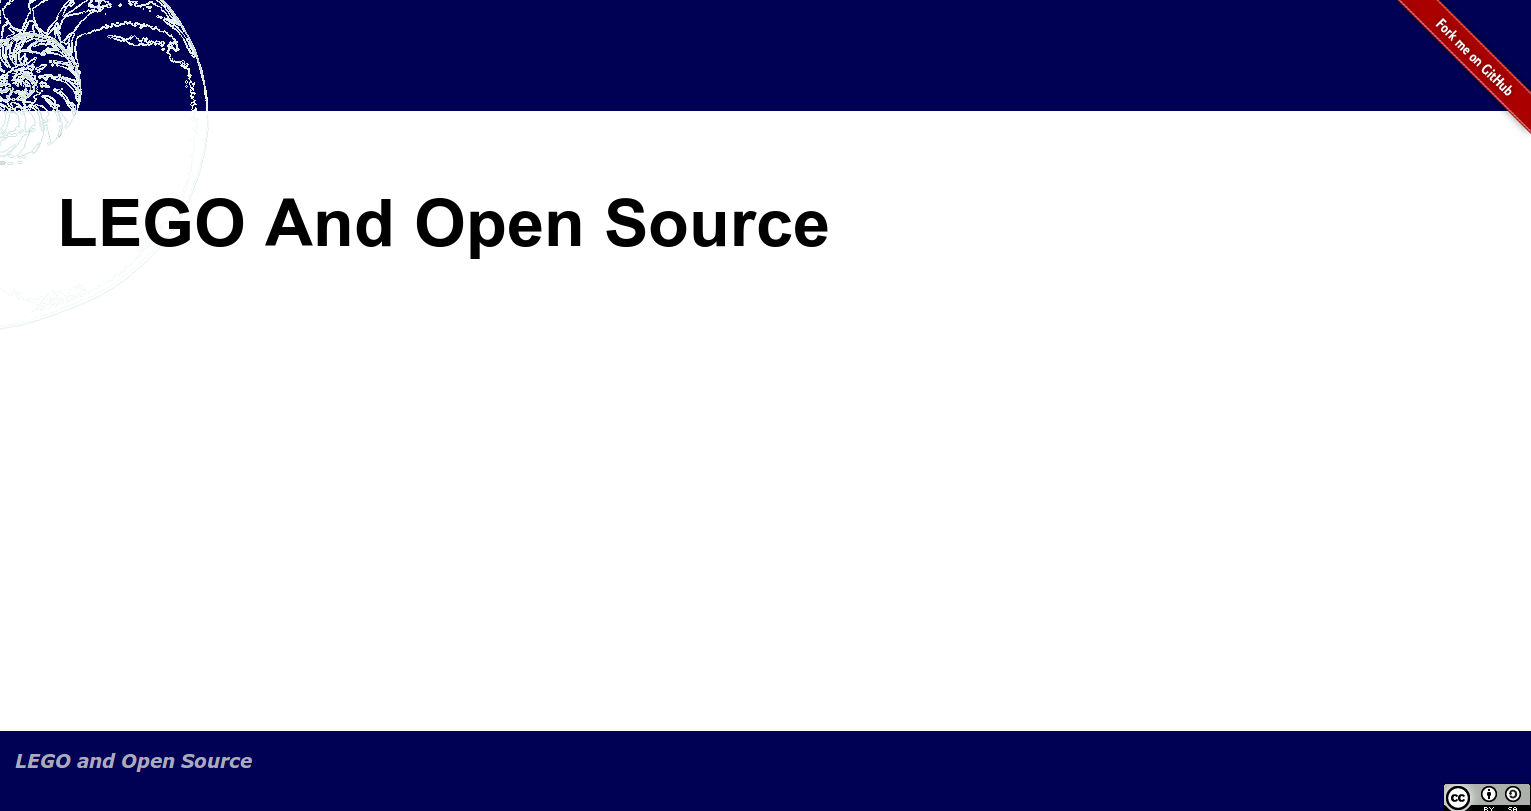 Fork me on GitHub
LEGO And Open Source
LEGO and Open Source
cc
BY SA